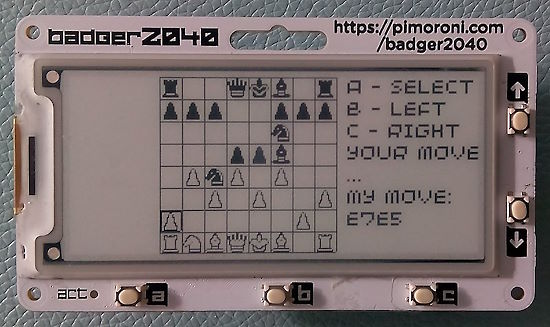 badger2040
https://pimoroni.com
/badger2040
A - SELECT
B - LEFT
C - RIGHT
YOUR MOVE
...
MY MOVE:
E7E5
act
a
b
c